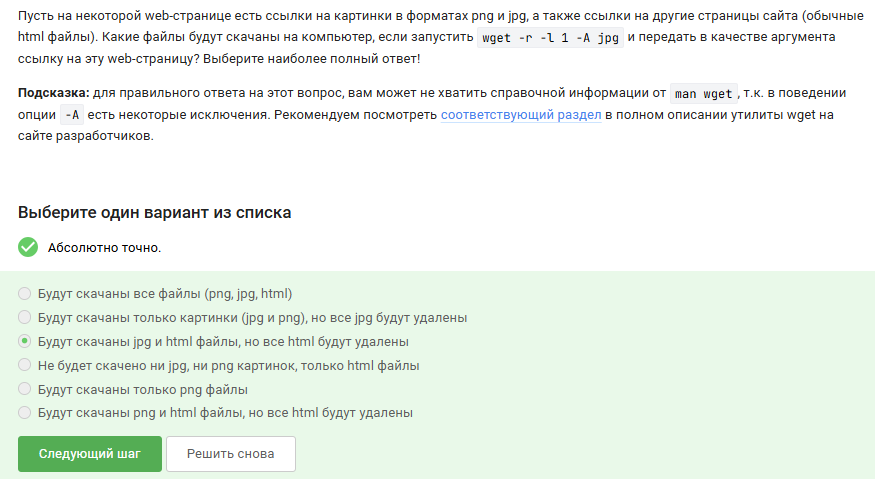 Пусть на некоторой web-странице есть ссылки на картинки в форматах png и jpg, а также ссылки на другие страницы сайта (обычные
html файлы). Какие файлы будут скачаны на компьютер, если запустить wget -r -l 1 -A jpg и передать в качестве аргумента
ссылку на эту web-страницу? Выберите наиболее полный ответ!
Подсказка: для правильного ответа на этот вопрос, вам может не хватить справочной информации от man wget, т.к. в поведении
опции -A есть некоторые исключения. Рекомендуем посмотреть соответствующий раздел в полном описании утилиты wget на
сайте разработчиков.
Выберите один вариант из списка
Абсолютно точно.
Будут скачаны все файлы (png, jpg, html)
Будут скачаны только картинки (jpg и png), но все jpg будут удалены
Будут скачаны jpg и html файлы, но все html будут удалены
Не будет скачено ни jpg, ни png картинок, только html файлы
Будут скачаны только png файлы
Будут скачаны png и html файлы, но все html будут удалены
Следующий шаг Решить снова